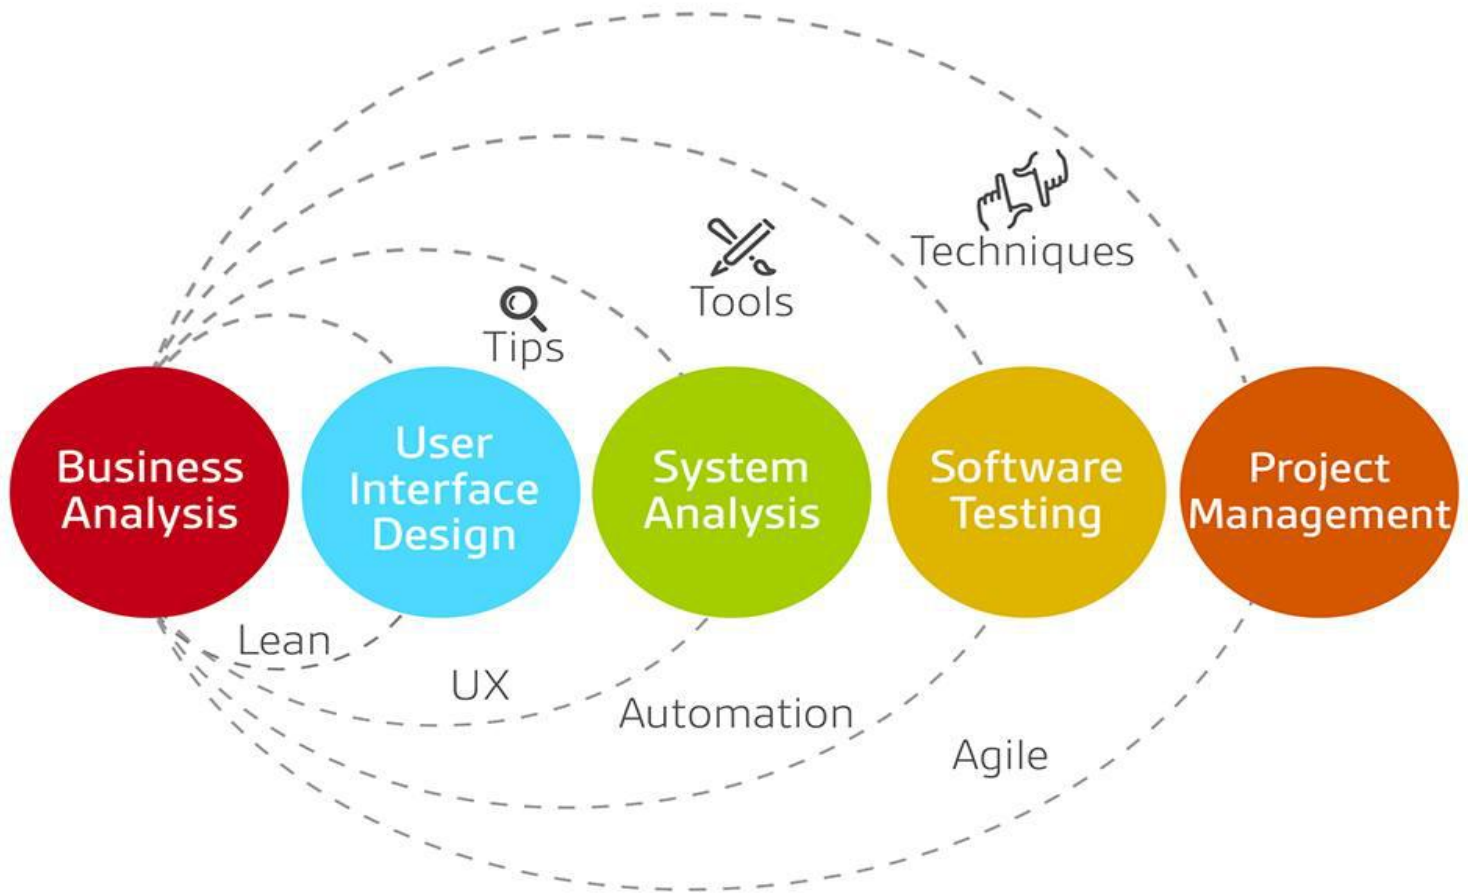 Techniques
Tools
Tips
Business
Analysis
User
Interface
Design
System
Analysis
Software
Testing
Project
Management
Lean
UX
Automation
Agile